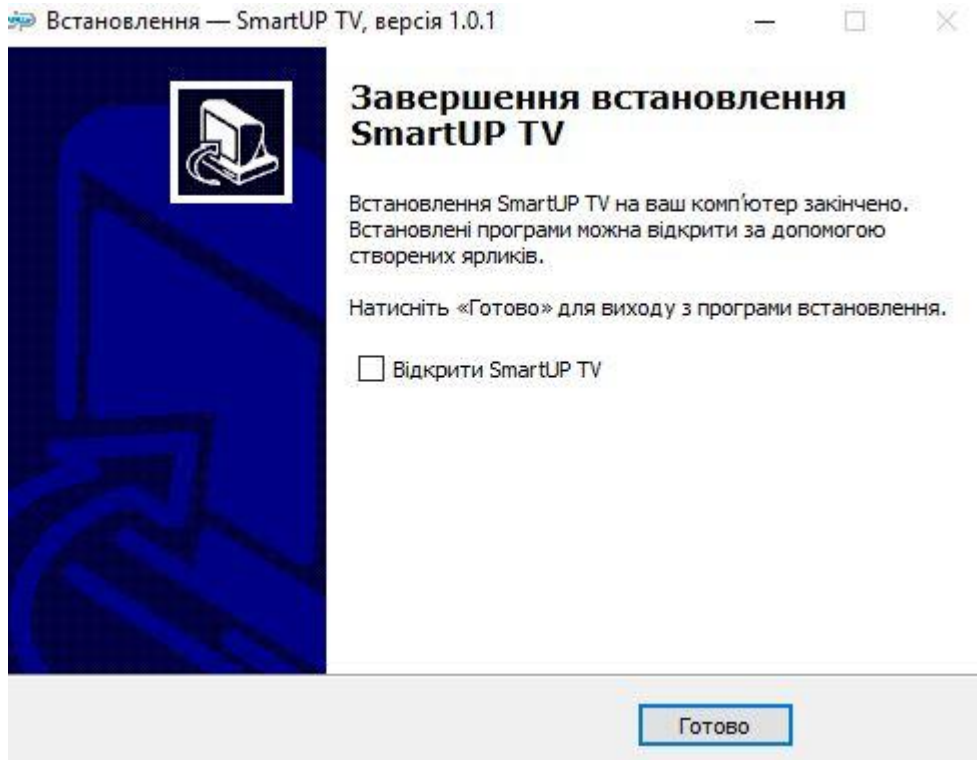 Встановлення — SmartUP TV, версія 1.0.1
Завершення встановлення
SmartUP TV
Встановлення SmartUP TV на ваш комп'ютер закінчено.
Встановлені програми можна відкрити за допомогою
створених ярликів.
Натисніть «Готово» для виходу з програми встановлення.
Відкрити SmartUP TV
Готово